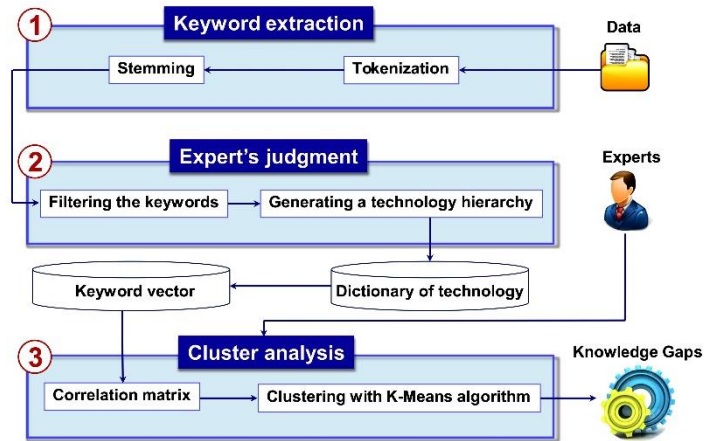 1
Keyword extraction
Data
Stemming
Tokenization
2
Expert's judgment
Experts
Filtering the keywords
Generating a technology hierarchy
Keyword vector
Dictionary of technology
3
Cluster analysis
Knowledge Gaps
Correlation matrix
Clustering with K-Means algorithm